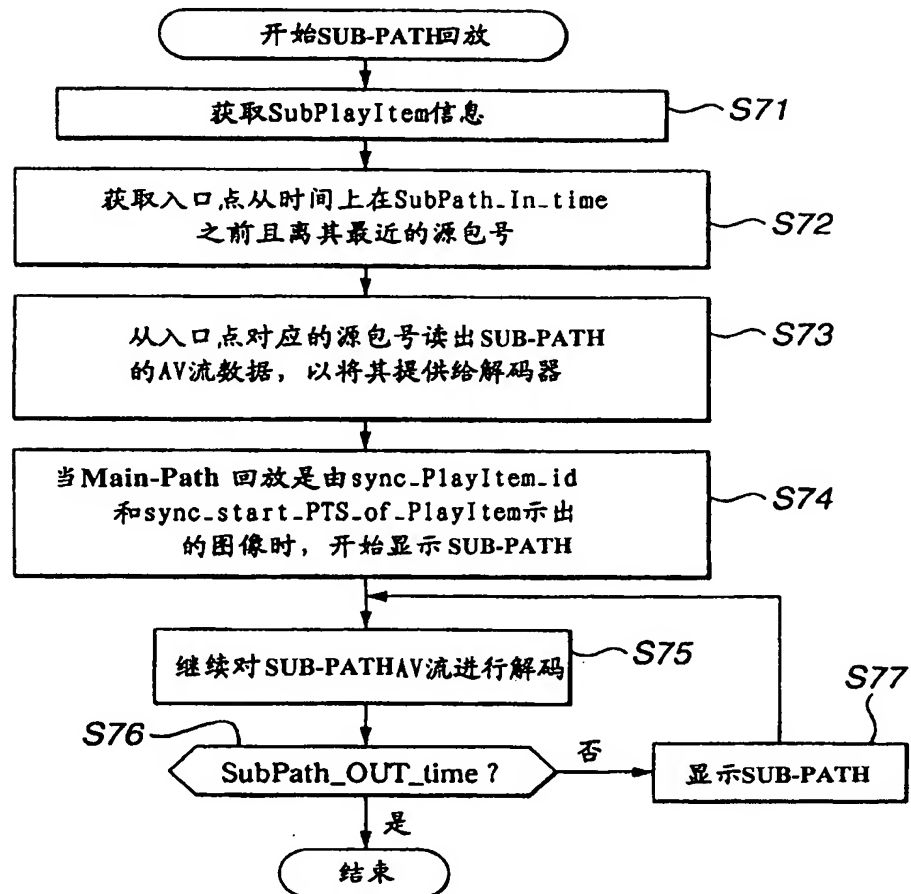 开始SUB-PATH回放
获取SubPlayItem信息
S71
获取入口点从时间上在SubPath_In_time
之前且离其最近的源包号
S72
从入口点对应的源包号读出SUB-PATH
的AV流数据，以将其提供给解码器
S73
当Main-Path 回放是由sync_PlayItem_id
和sync_start_PTS_of_PlayItem示出
的图像时，开始显示SUB-PATH
S74
继续对SUB-PATHAV流进行解码
S75
S76
SubPath_OUT_time？
否
S77
显示SUB-PATH
是
结束